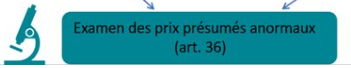 Examen des prix présumés anormaux
(art. 36)